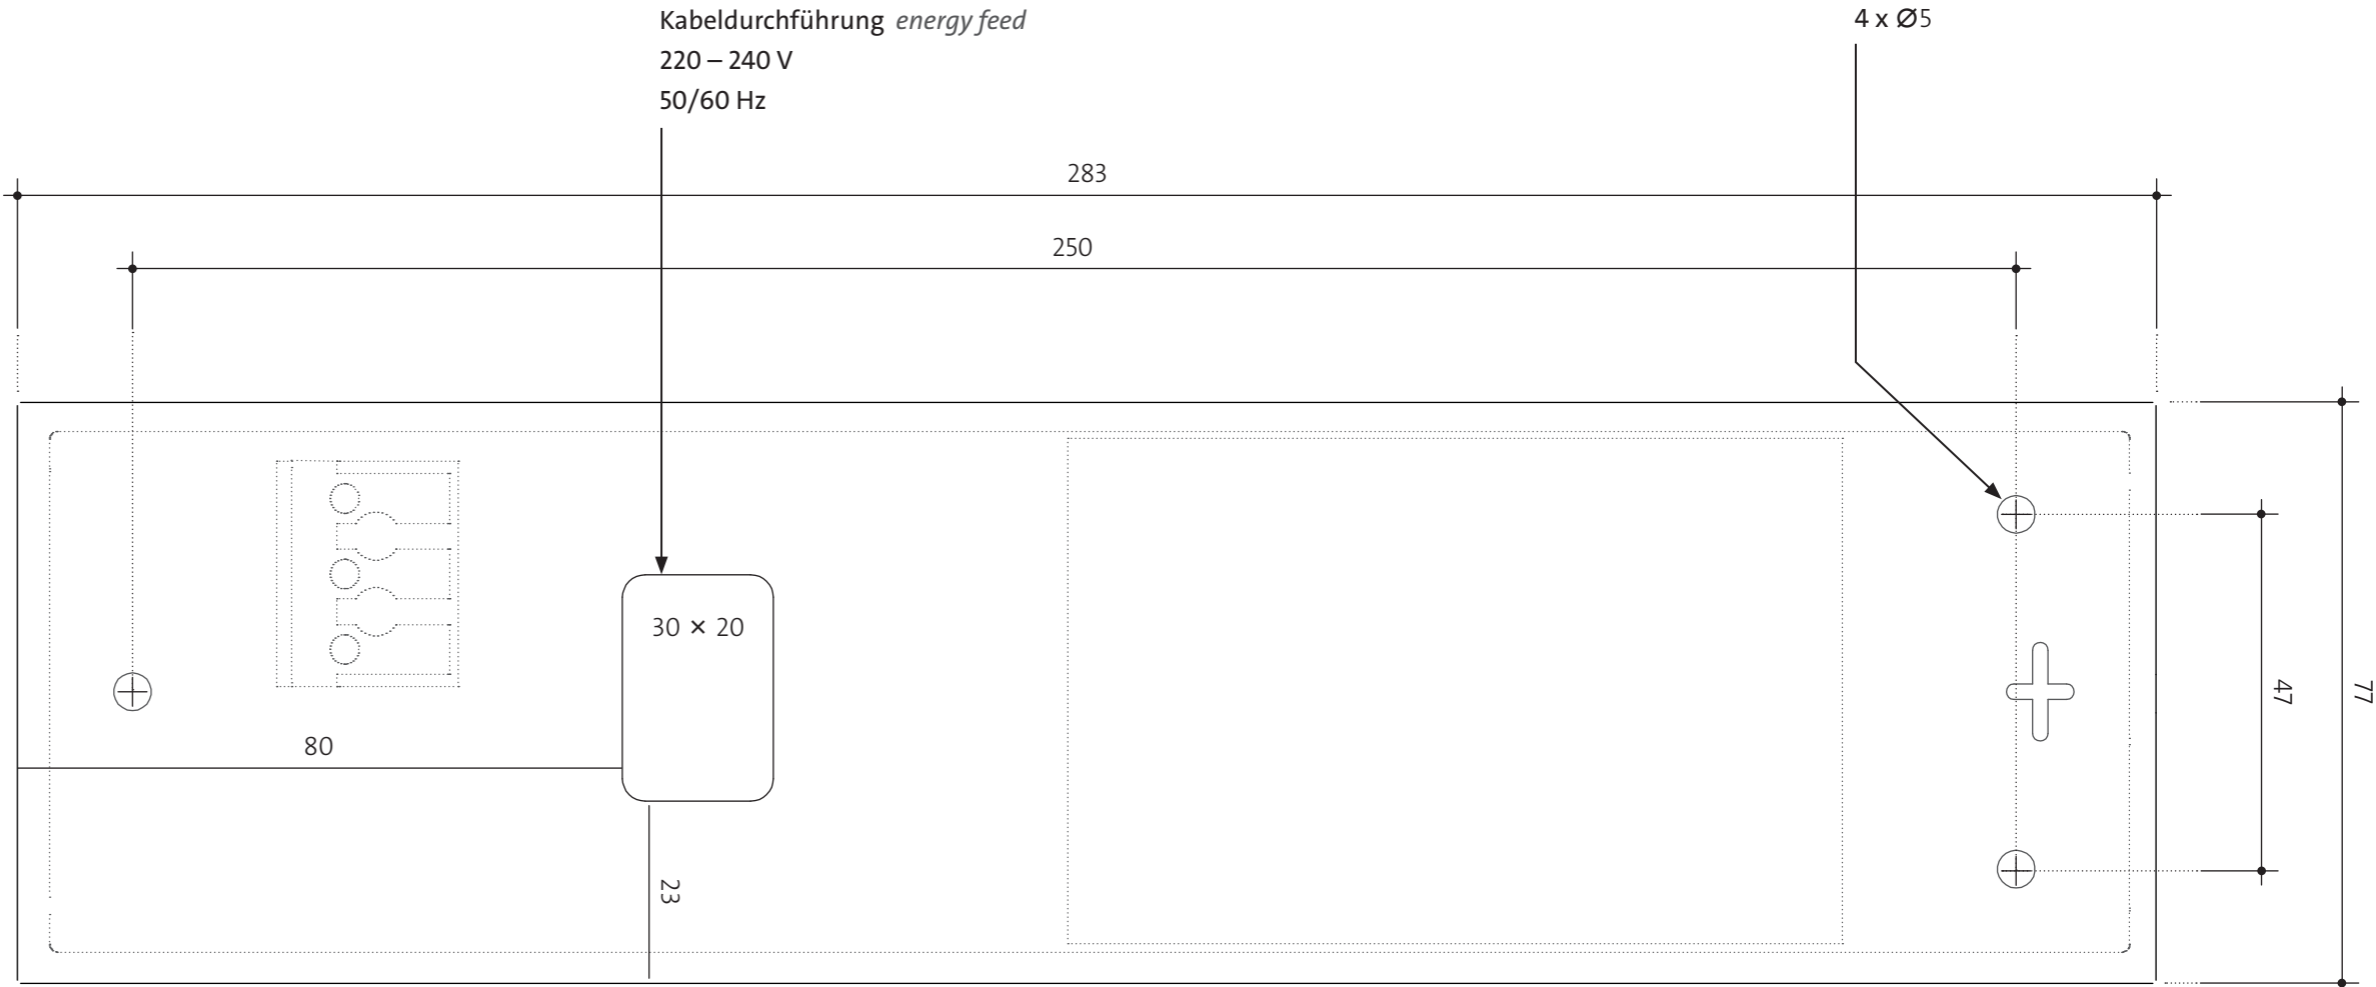 Kabeldurchführung energy feed
220 – 240 V
50/60 Hz
4 x Ø5
283
250
30 × 20
80
23
47
77